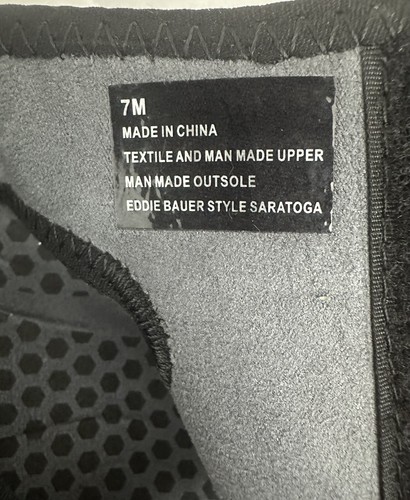 7M
MADE IN CHINA
TEXTILE AND MAN MADE UPPER
MAN MADE OUTSOLE
EDDIE BAUER STYLE SARATOGA